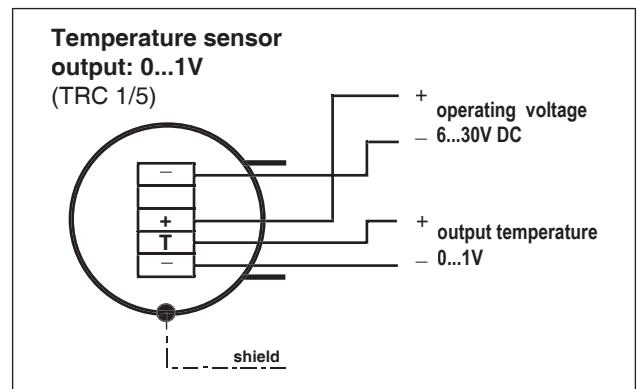 Temperature sensor
output: 0...1V
(TRC 1/5)
+
operating voltage
– 6...30V DC
–
+
T
–
+
output temperature
– 0...1V
shield